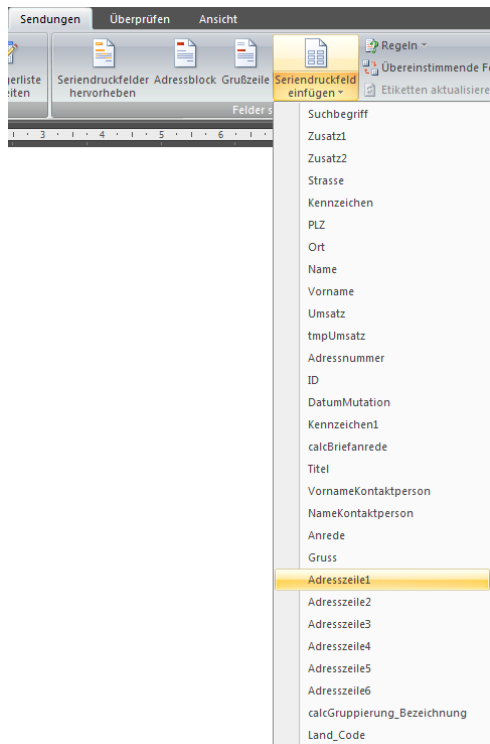 Sendungen Überprüfen Ansicht
gerliste
eiten
Seriendruckfelder
hervorheben
Adressblock
Grußzeile
Seriendruckfeld
einfügen
Regeln
Übereinstimmende Fe
Etiketten aktualisiere
Felder s
3 4 5 6
Suchbegriff
Zusatz1
Zusatz2
Strasse
Kennzeichen
PLZ
Ort
Name
Vorname
Umsatz
tmpUmsatz
Adressnummer
ID
DatumMutation
Kennzeichen1
calcBriefanrede
Titel
VornameKontaktperson
NameKontaktperson
Anrede
Gruss
Adresszeile1
Adresszeile2
Adresszeile3
Adresszeile4
Adresszeile5
Adresszeile6
calcGruppierung_Bezeichnung
Land_Code